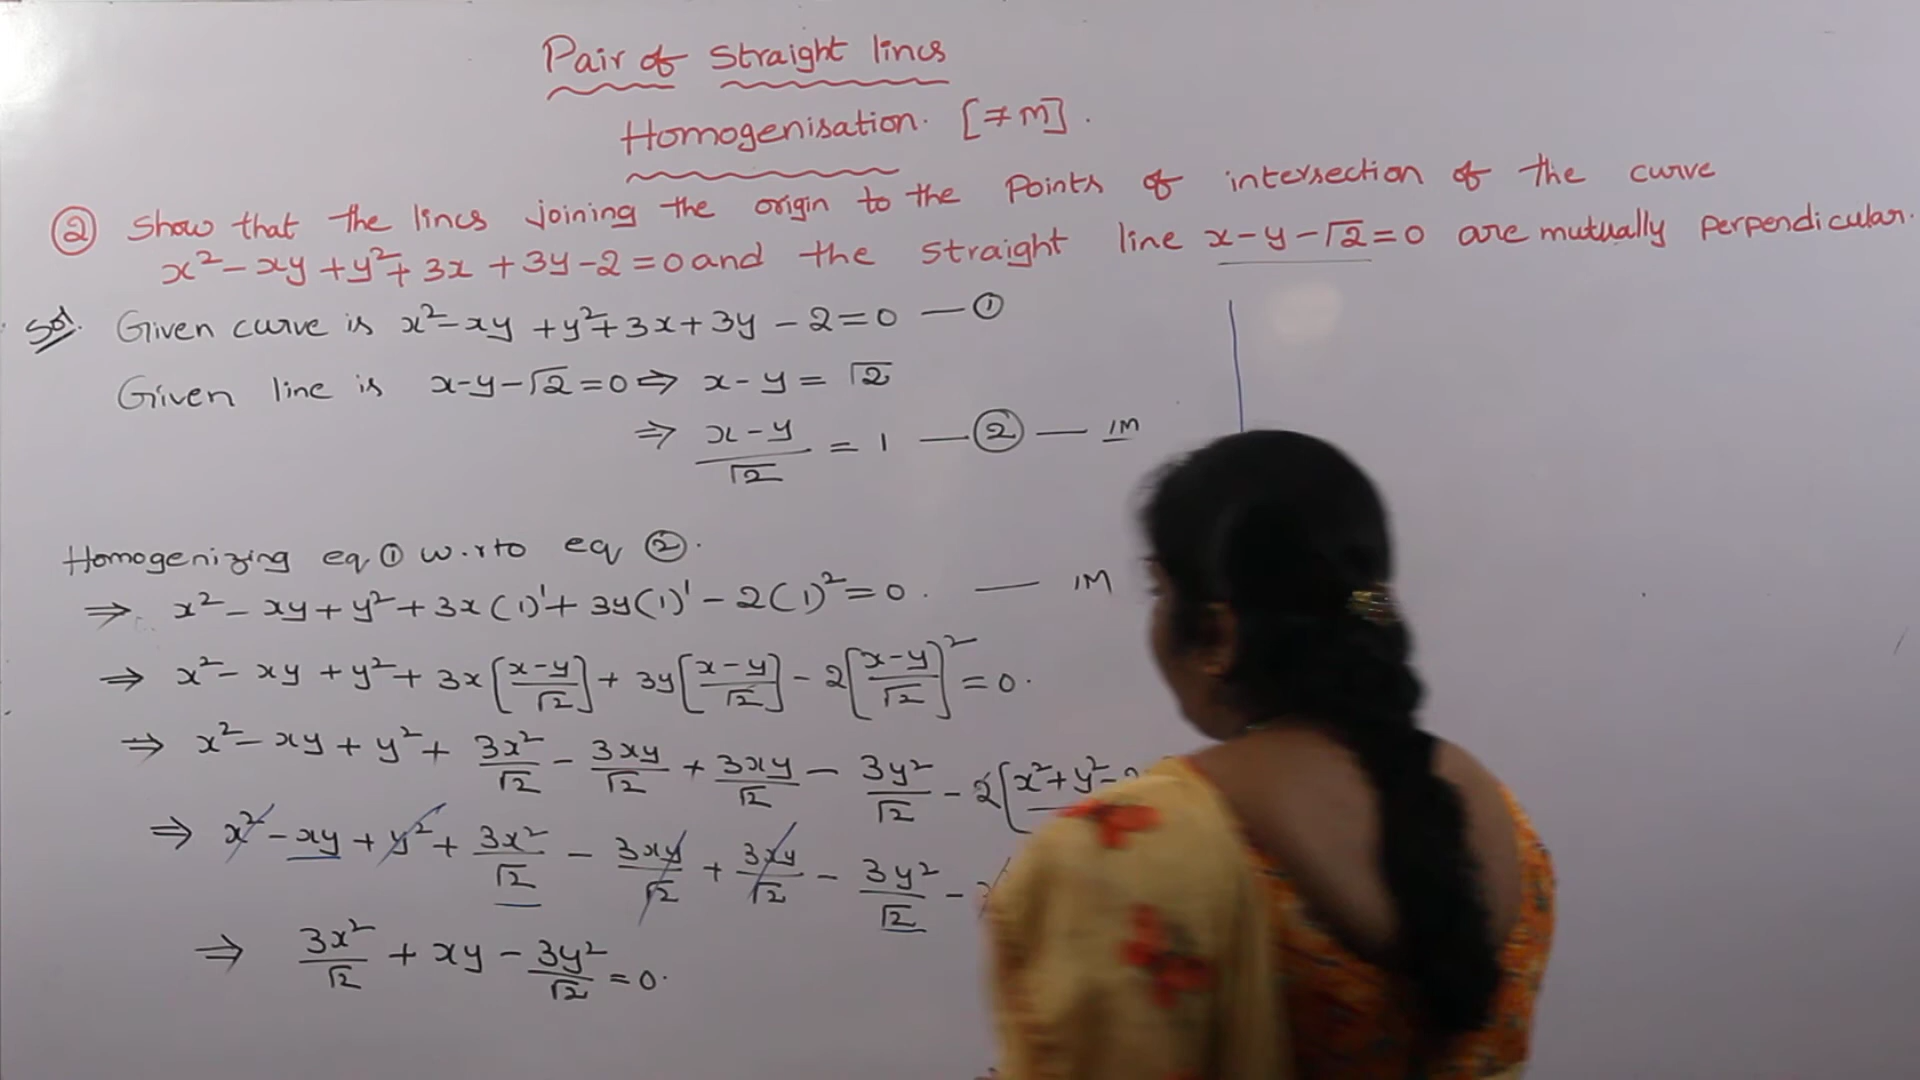 Pair of Straight lines
Homogenisation. [7M].
② Show that the lines joining the origin to the points of intersection of the curve
x² - xy + y² + 3x + 3y - 2 = 0 and the straight line x - y - √2 = 0 are mutually perpendicular.
Sol. Given curve is x² - xy + y² + 3x + 3y - 2 = 0 — ①
Given line is x - y - √2 = 0 ⇒ x - y = √2
⇒ (x - y)/√2 = 1 — ② — 1M
Homogenizing eq ① w.r to eq ②.
⇒ x² - xy + y² + 3x(1)¹ + 3y(1)¹ - 2(1)² = 0. — 1M
⇒ x² - xy + y² + 3x[(x - y)/√2] + 3y[(x - y)/√2] - 2[(x - y)/√2]² = 0.
⇒ x² - xy + y² + 3x²/√2 - 3xy/√2 + 3xy/√2 - 3y²/√2 - 2[x² + y² -
⇒ x² - xy + y² + 3x²/√2 - 3xy/√2 + 3xy/√2 - 3y²/√2 -
⇒ 3x²/√2 + xy - 3y²/√2 = 0.